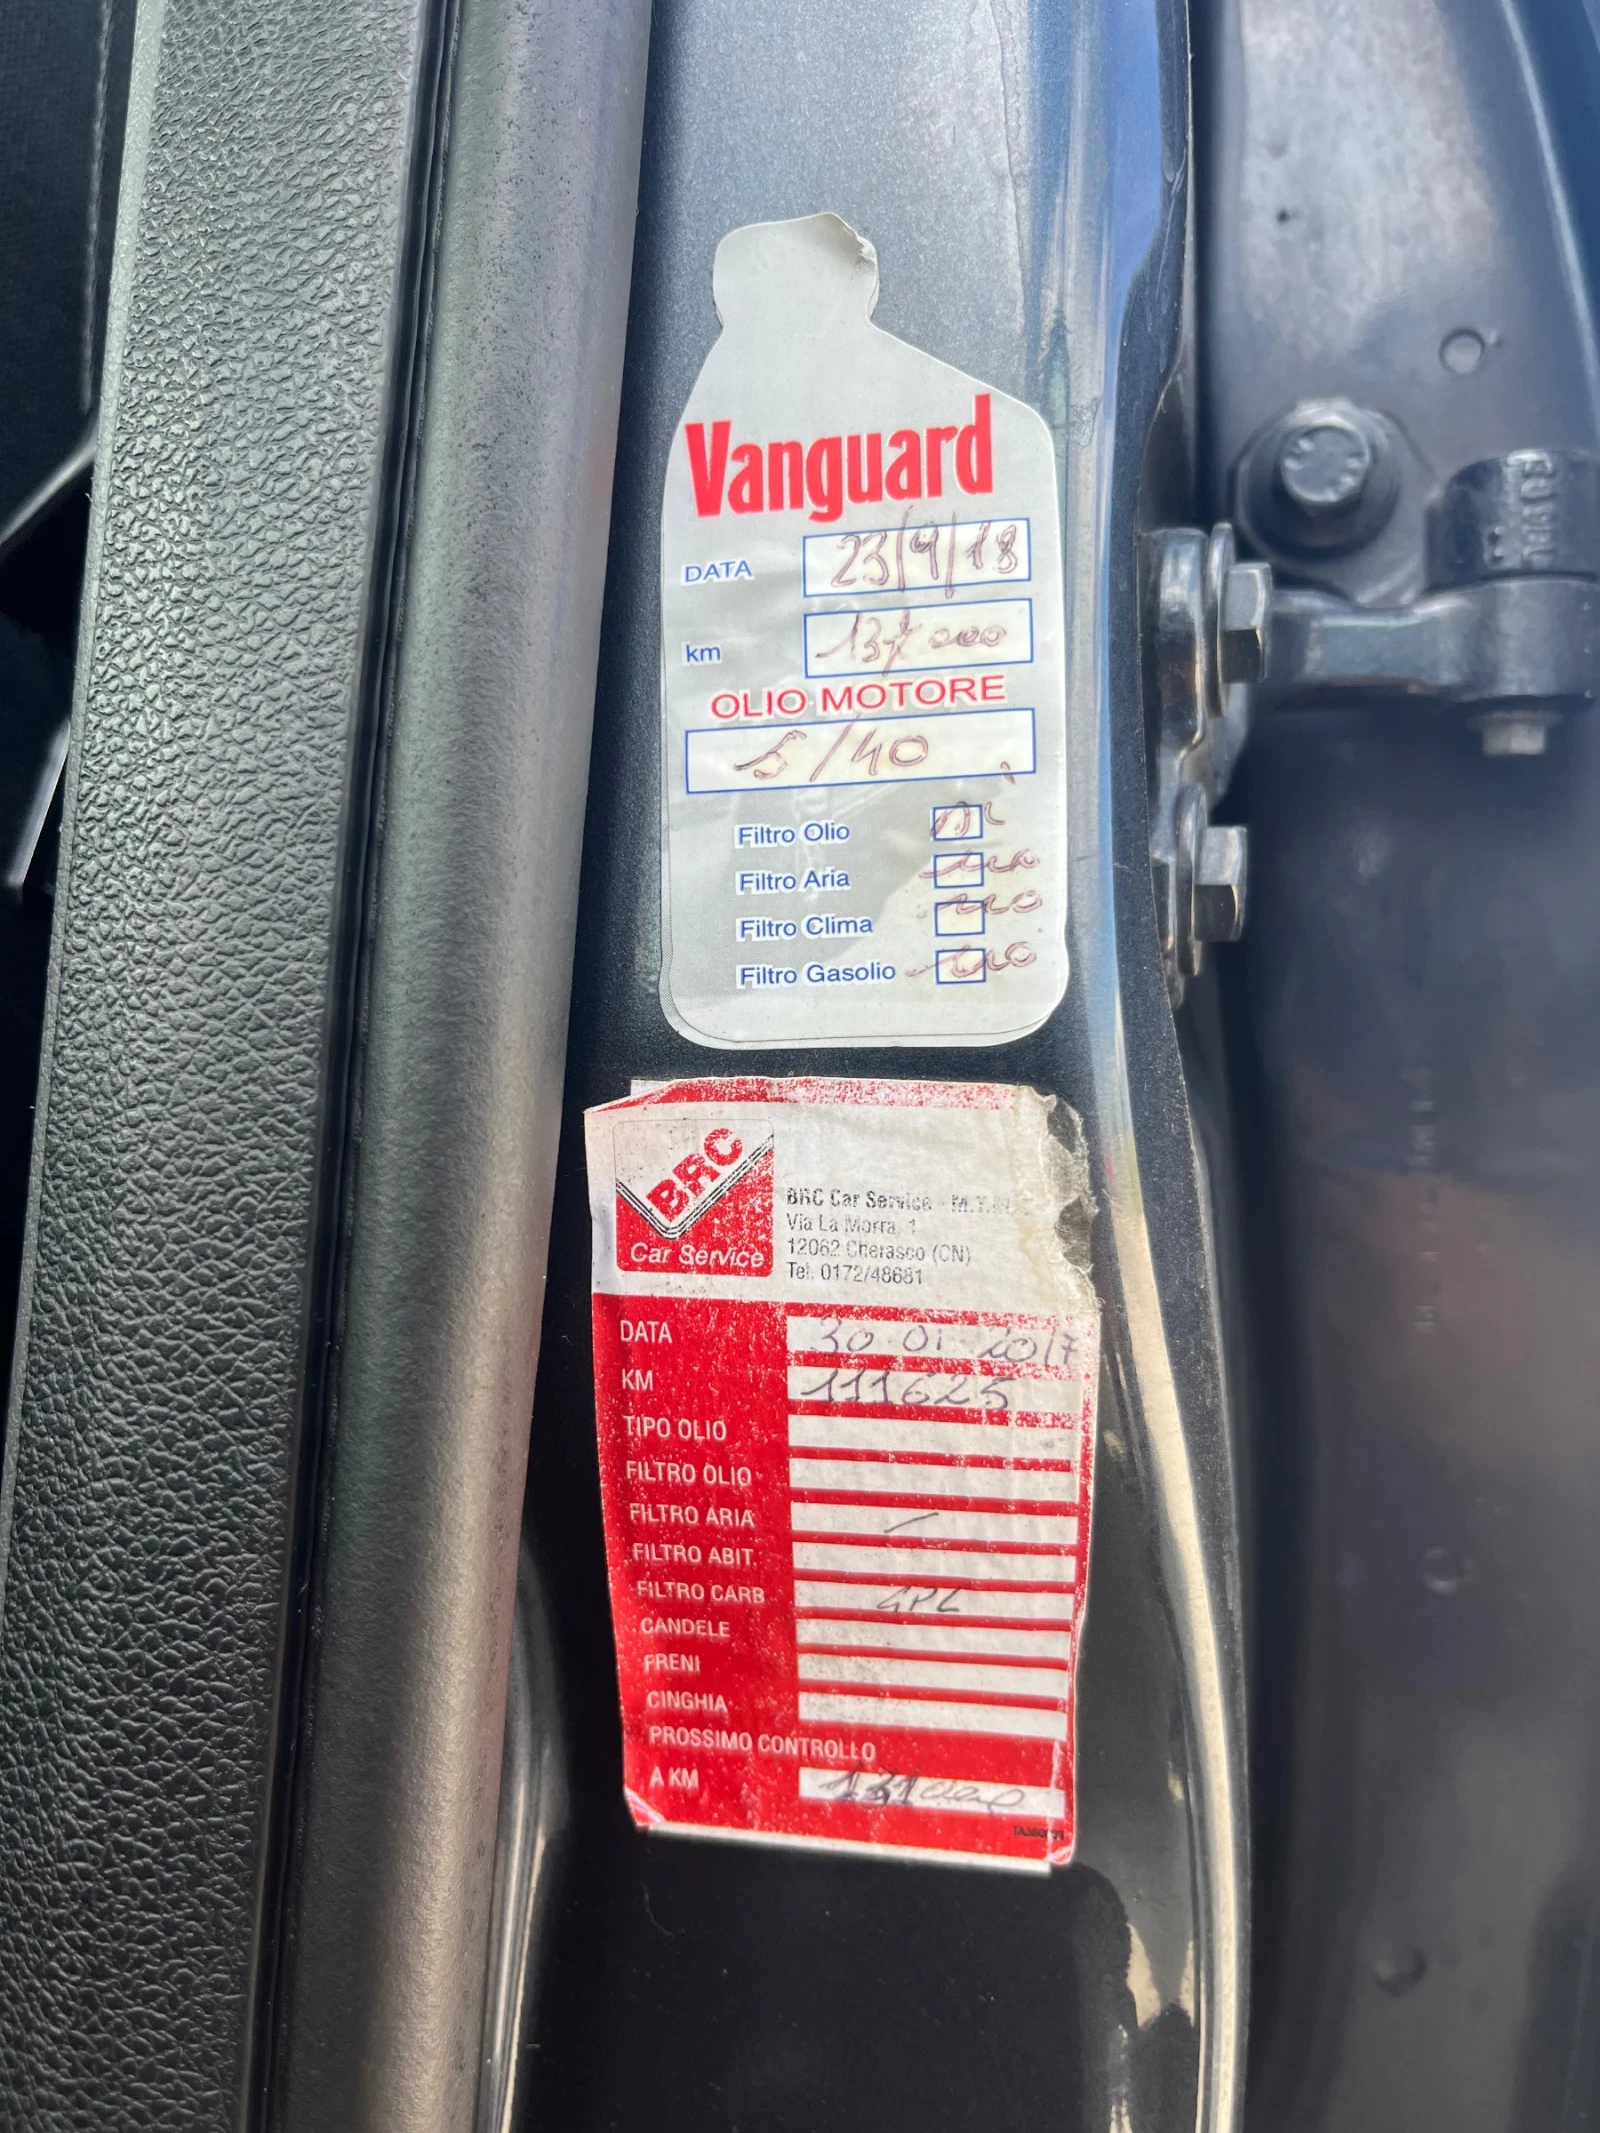 Vanguard
DATA 23/9/18
km 137000
OLIO MOTORE
5/40
Filtro Olio
Filtro Aria
Filtro Clima
Filtro Gasolio
BRC
Car Service
BRC Car Service - M.T.M.
Via La Morra, 1
12062 Cherasco (CN)
Tel. 0172/48681
DATA 30 01 2017
KM 111625
TIPO OLIO
FILTRO OLIO
FILTRO ARIA —
FILTRO ABIT.
FILTRO CARB GPL
CANDELE
FRENI
CINGHIA
PROSSIMO CONTROLLO
A KM